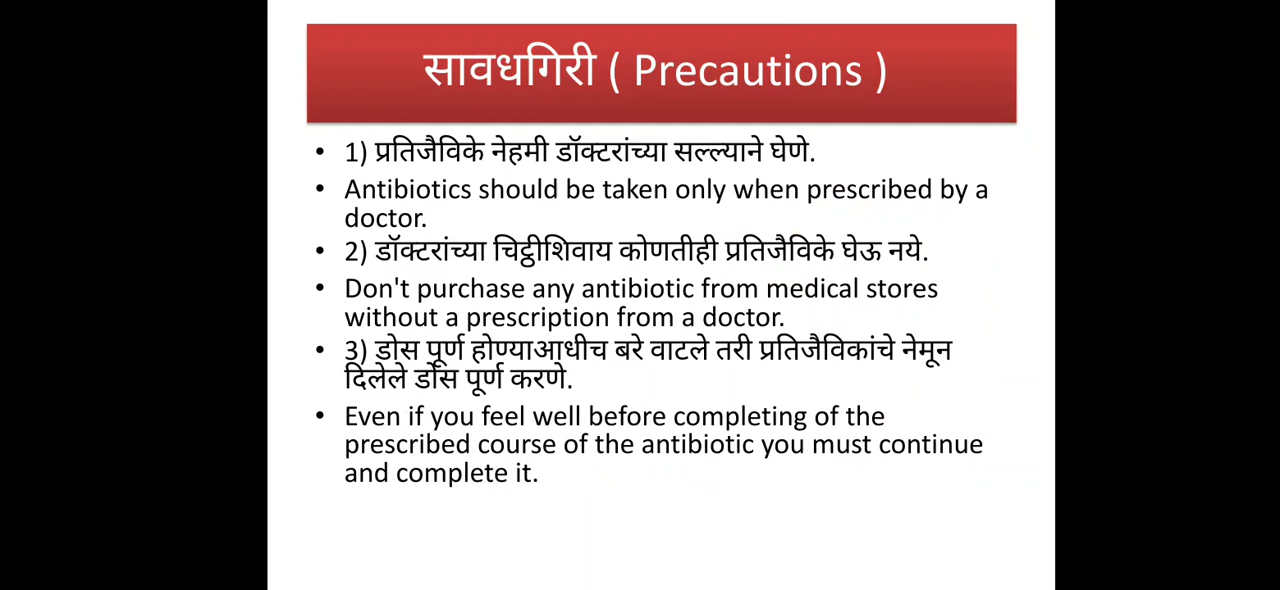 सावधगिरी ( Precautions )
• 1) प्रतिजैविके नेहमी डॉक्टरांच्या सल्ल्याने घेणे.
• Antibiotics should be taken only when prescribed by a
doctor.
• 2) डॉक्टरांच्या चिट्ठीशिवाय कोणतीही प्रतिजैविके घेऊ नये.
• Don't purchase any antibiotic from medical stores
without a prescription from a doctor.
• 3) डोस पूर्ण होण्याआधीच बरे वाटले तरी प्रतिजैविकांचे नेमून
दिलेले डोस पूर्ण करणे.
• Even if you feel well before completing of the
prescribed course of the antibiotic you must continue
and complete it.